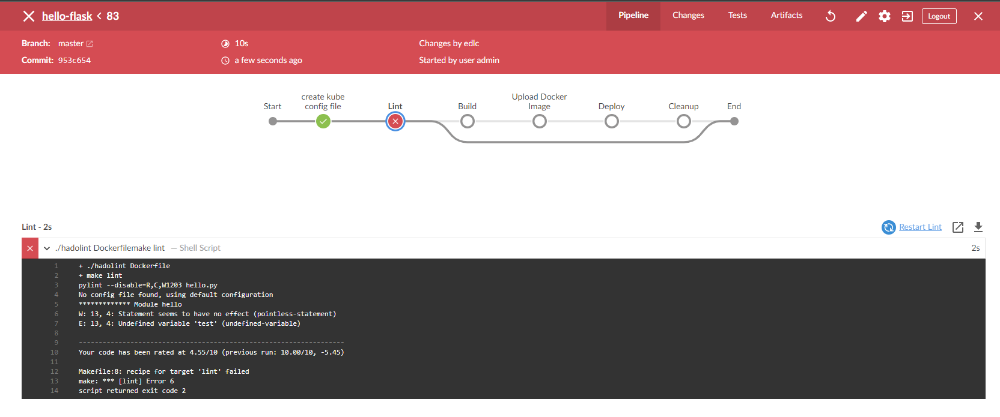 hello-flask < 83
Pipeline
Changes
Tests
Artifacts
Logout
Branch: master
10s
Changes by edlc
Commit: 953c654
a few seconds ago
Started by user admin
Start
create kube
config file
Lint
Build
Upload Docker
Image
Deploy
Cleanup
End
Lint - 2s
Restart Lint
./hadolint Dockerfilemake lint — Shell Script
2s
1 + ./hadolint Dockerfile
2 + make lint
3 pylint --disable=R,C,W1203 hello.py
4 No config file found, using default configuration
5 ************* Module hello
6 W: 13, 4: Statement seems to have no effect (pointless-statement)
7 E: 13, 4: Undefined variable 'test' (undefined-variable)
8
9 -------------------------------------------------------------------
10 Your code has been rated at 4.55/10 (previous run: 10.00/10, -5.45)
11
12 Makefile:8: recipe for target 'lint' failed
13 make: *** [lint] Error 6
14 script returned exit code 2